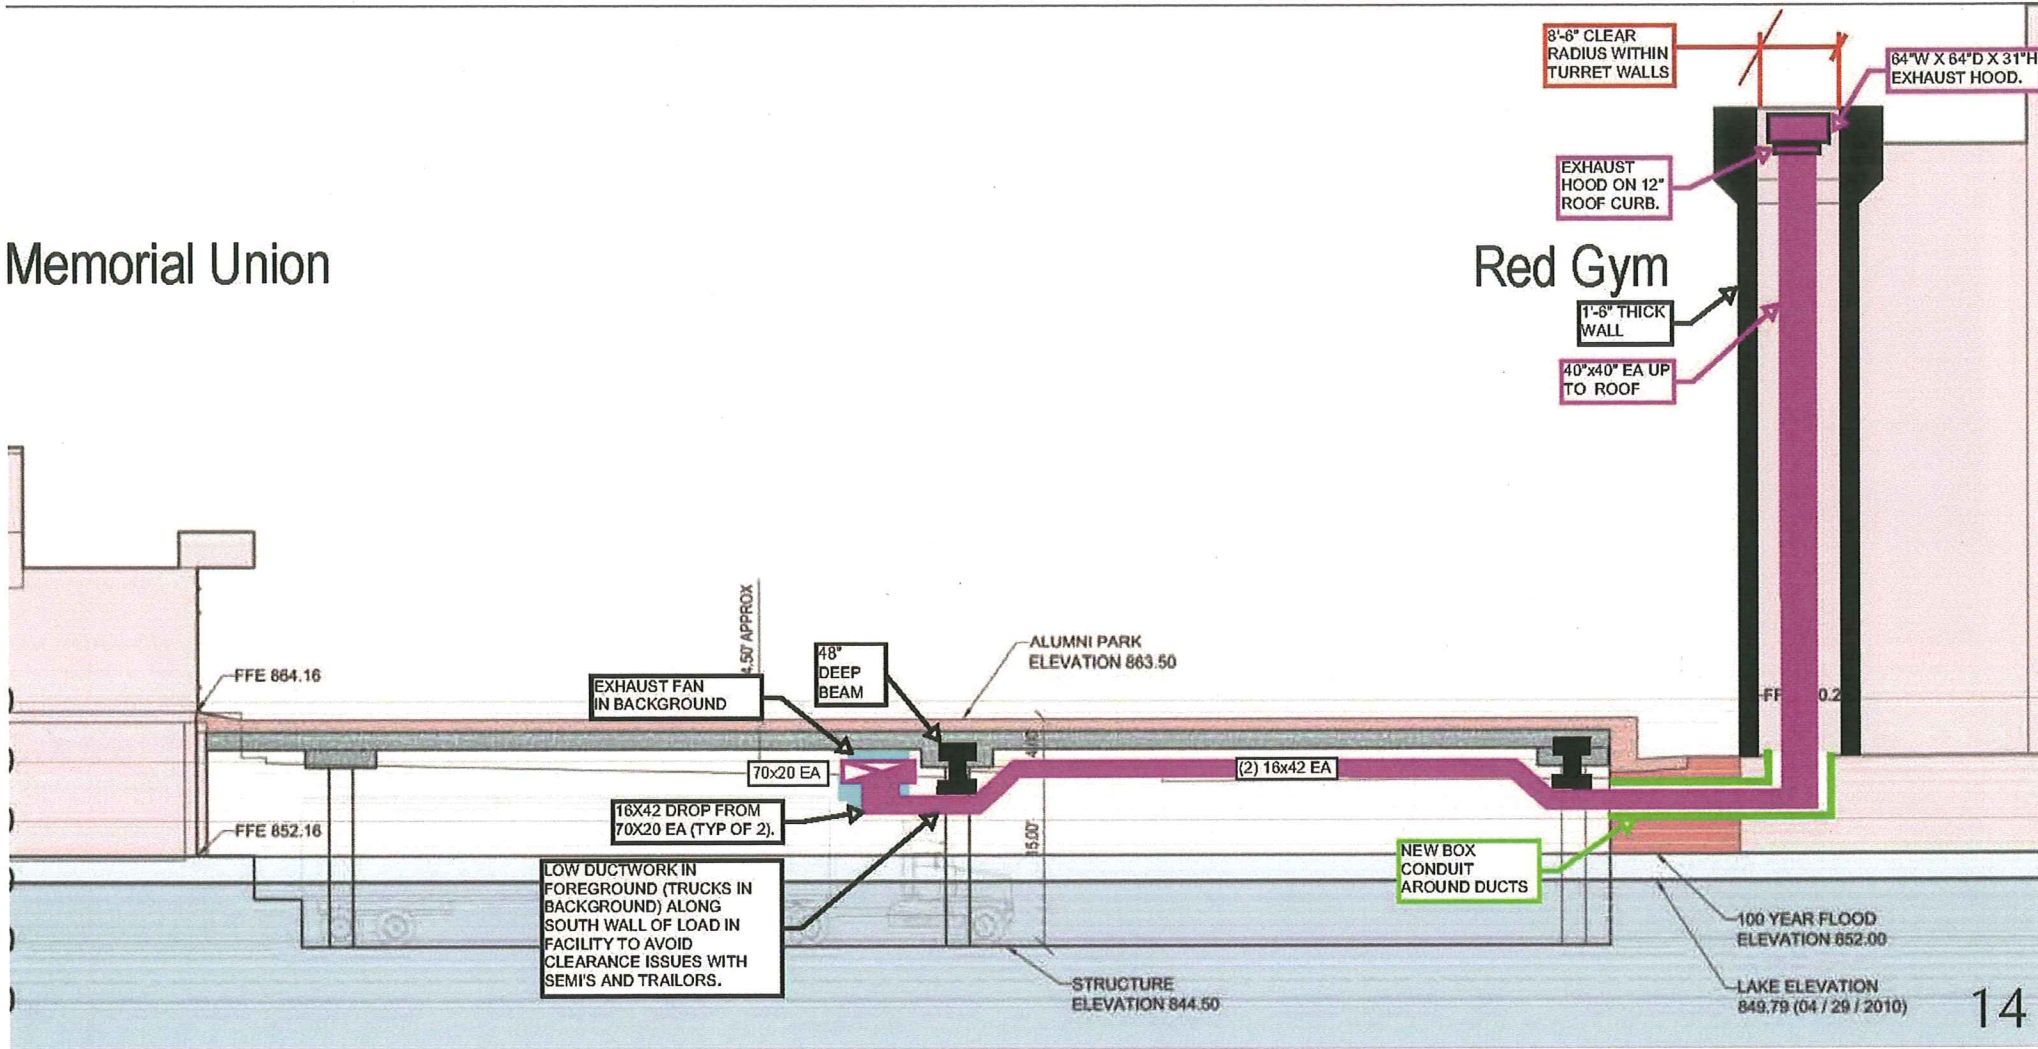 8'-6" CLEAR
RADIUS WITHIN
TURRET WALLS
64"W X 64"D X 31"H
EXHAUST HOOD.
EXHAUST
HOOD ON 12"
ROOF CURB.
Memorial Union
Red Gym
1'-6" THICK
WALL
40"x40" EA UP
TO ROOF
4.50' APPROX
48"
DEEP
BEAM
ALUMNI PARK
ELEVATION 863.50
FFE 864.16
EXHAUST FAN
IN BACKGROUND
70x20 EA
(2) 16x42 EA
16X42 DROP FROM
70X20 EA (TYP OF 2).
FFE 852.16
15.00'
LOW DUCTWORK IN
FOREGROUND (TRUCKS IN
BACKGROUND) ALONG
SOUTH WALL OF LOAD IN
FACILITY TO AVOID
CLEARANCE ISSUES WITH
SEMI'S AND TRAILORS.
NEW BOX
CONDUIT
AROUND DUCTS
100 YEAR FLOOD
ELEVATION 852.00
STRUCTURE
ELEVATION 844.50
LAKE ELEVATION
849.79 (04 / 29 / 2010)
14